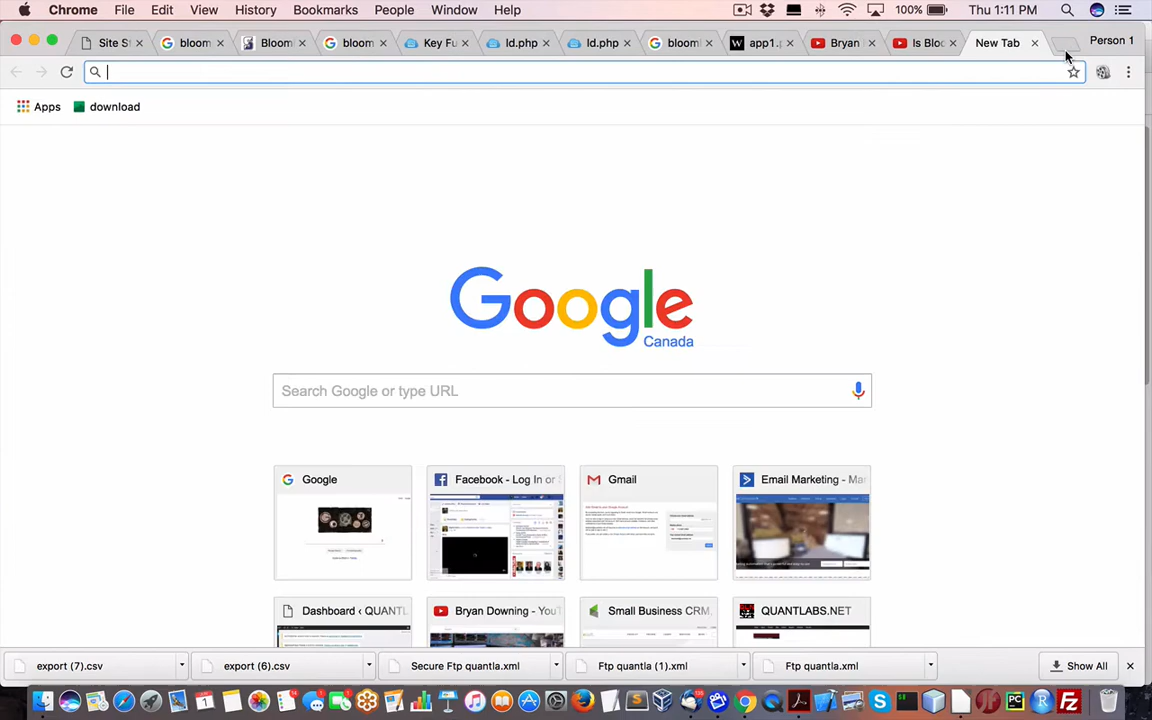 Chrome File Edit View History Bookmarks People Window Help 100% Thu 1:11 PM
Site S bloom Bloom bloom Key Fu ld.php ld.php bloom app1.p Bryan Is Bloc New Tab Person 1
Apps download
Google
Canada
Search Google or type URL
Google Facebook - Log In or Gmail Email Marketing - Mar
Dashboard ‹ QUANTL Bryan Downing - YouT Small Business CRM, QUANTLABS.NET
export (7).csv export (6).csv Secure Ftp quantla.xml Ftp quantla (1).xml Ftp quantla.xml Show All